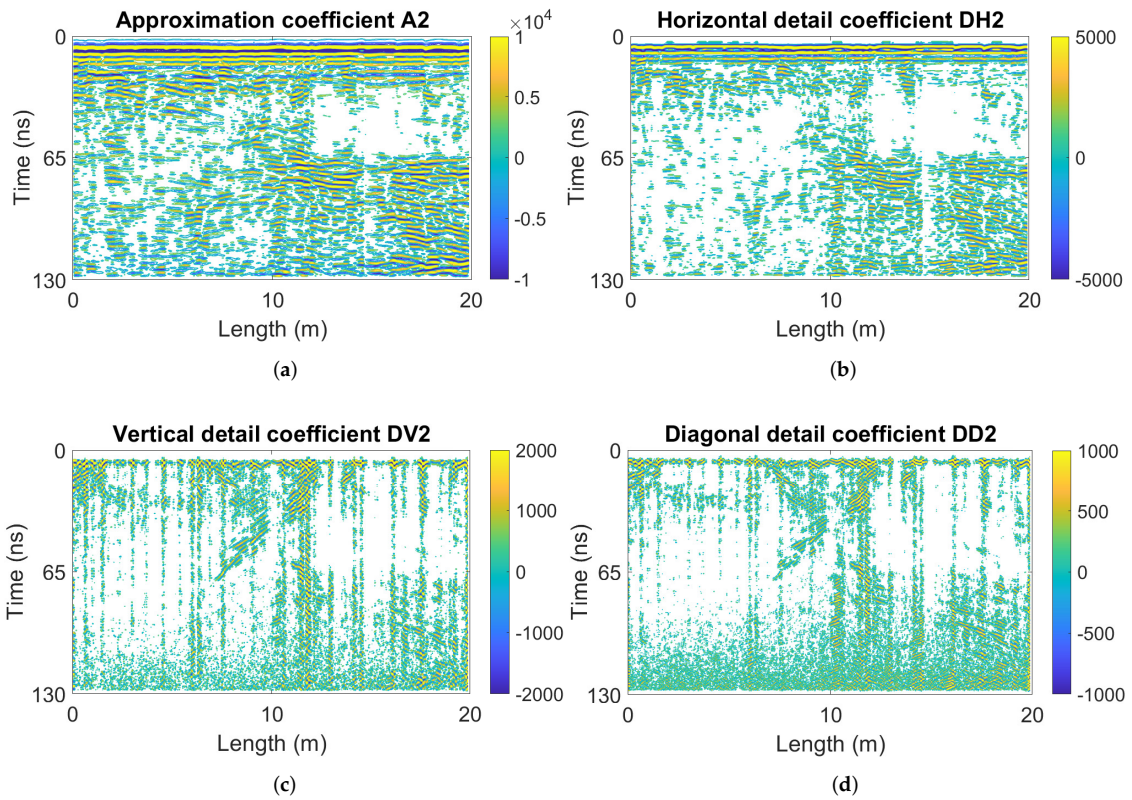 Approximation coefficient A2
×10⁴
0
65
130
Time (ns)
0
10
20
Length (m)
1
0.5
0
-0.5
-1
(a)
Horizontal detail coefficient DH2
0
65
130
Time (ns)
0
10
20
Length (m)
5000
0
-5000
(b)
Vertical detail coefficient DV2
0
65
130
Time (ns)
0
10
20
Length (m)
2000
1000
0
-1000
-2000
(c)
Diagonal detail coefficient DD2
0
65
130
Time (ns)
0
10
20
Length (m)
1000
500
0
-500
-1000
(d)